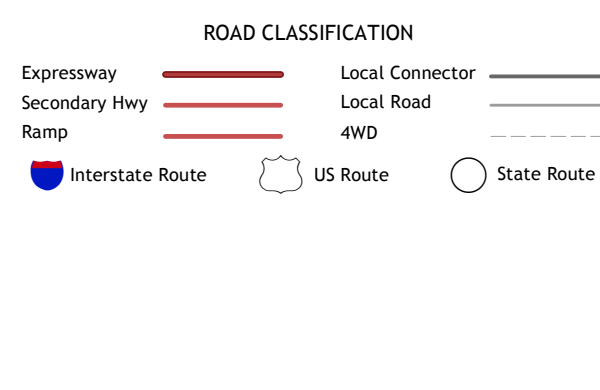 ROAD CLASSIFICATION
Expressway
Local Connector
Secondary Hwy
Local Road
Ramp
4WD
Interstate Route
US Route
State Route